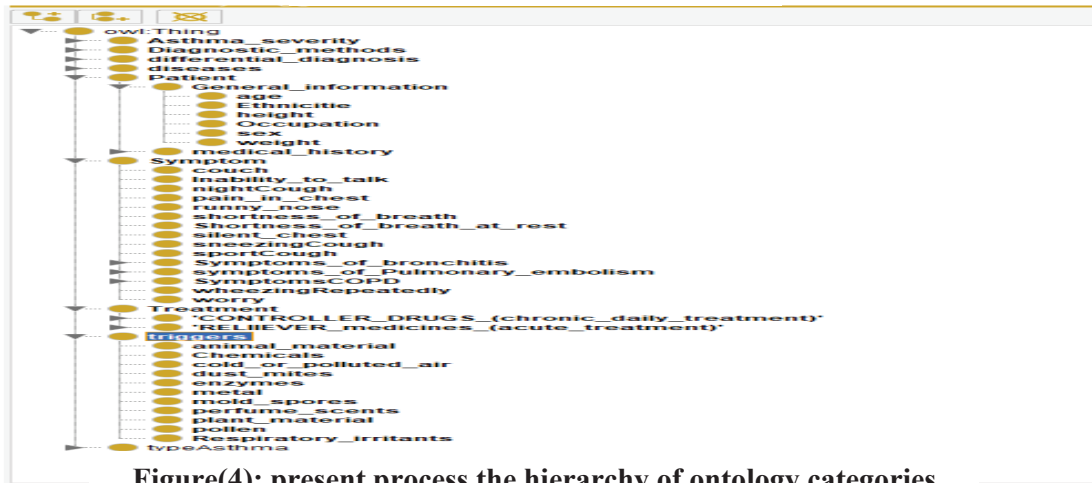 owl:Thing
Asthma_severity
Diagnostic_methods
differential_diagnosis
diseases
Patient
General_information
age
Ethnicitie
height
Occupation
sex
weight
medical_history
Symptom
couch
Inability_to_talk
nightCough
pain_in_chest
runny_nose
shortness_of_breath
Shortness_of_breath_at_rest
silent_chest
sneezingCough
sportCough
Symptoms_of_bronchitis
symptoms_of_Pulmonary_embolism
SymptomsCOPD
wheezingRepeatedly
worry
Treatment
'CONTROLLER_DRUGS_(chronic_daily_treatment)'
'RELIIEVER_medicines_(acute_treatment)'
triggers
animal_material
Chemicals
cold_or_polluted_air
dust_mites
enzymes
metal
mold_spores
perfume_scents
plant_material
pollen
Respiratory_irritants
typeAsthma
Figure(4): present process the hierarchy of ontology categories